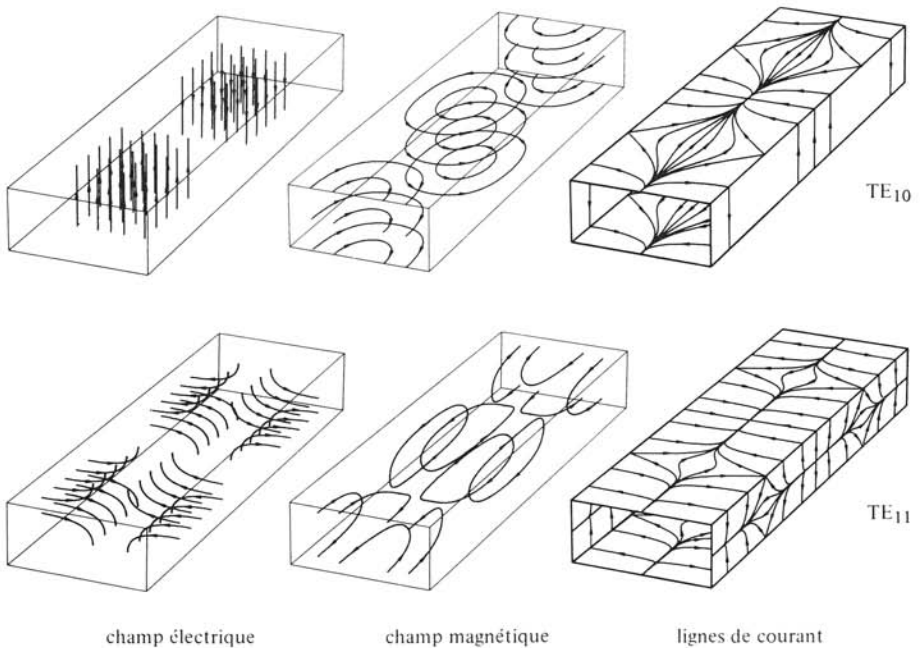 TE10
TE11
champ électrique
champ magnétique
lignes de courant